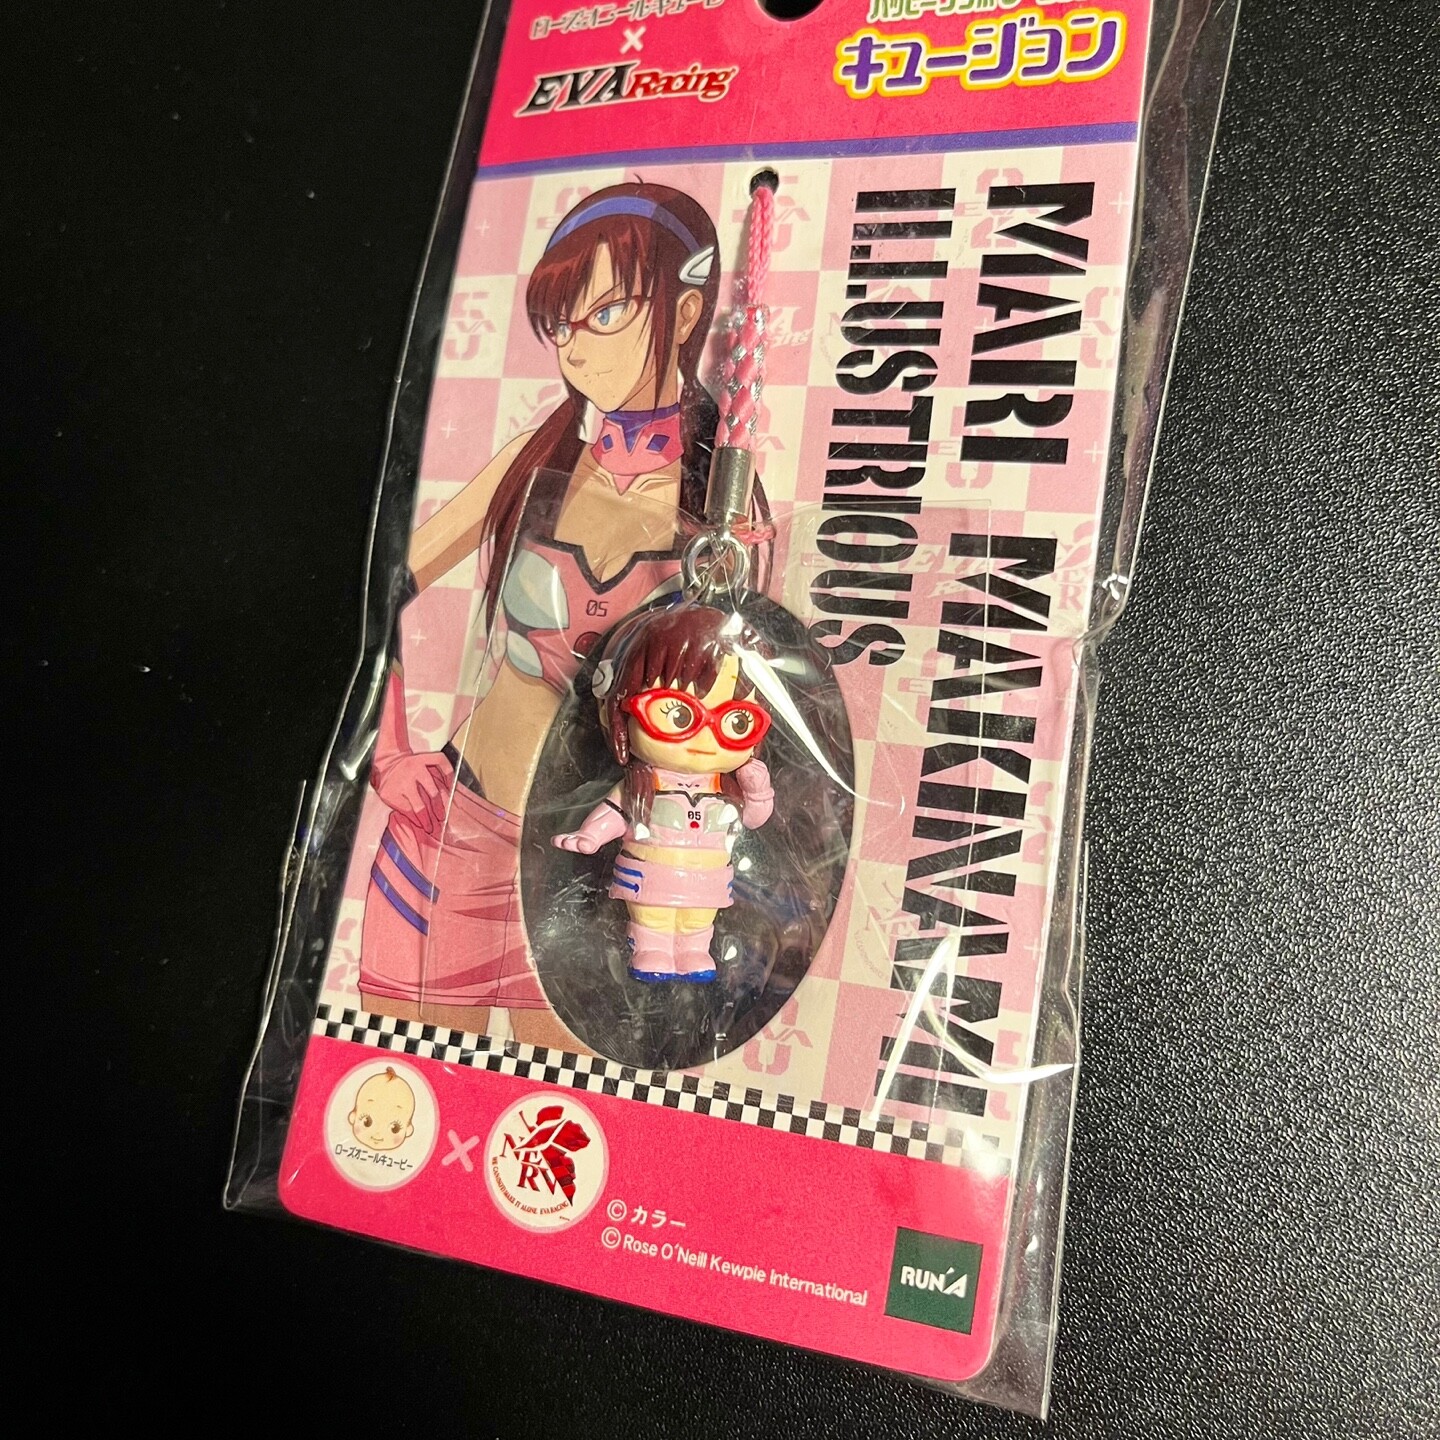 ローズオニールキューピー
×
EVA Racing
キュージョン
MARI MAKINAMI
ILLUSTRIOUS
05
05
ローズオニールキューピー
×
NERV
© カラー
© Rose O'Neill Kewpie International
RUN'A